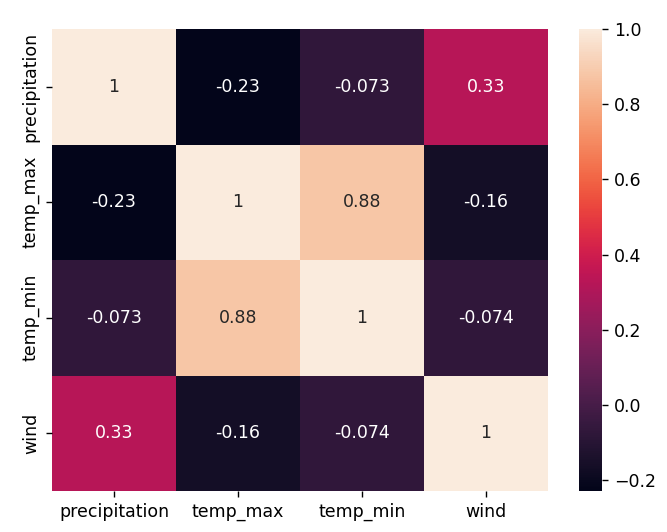 precipitation 1 -0.23 -0.073 0.33
temp_max -0.23 1 0.88 -0.16
temp_min -0.073 0.88 1 -0.074
wind 0.33 -0.16 -0.074 1
precipitation temp_max temp_min wind
1.0
0.8
0.6
0.4
0.2
0.0
−0.2